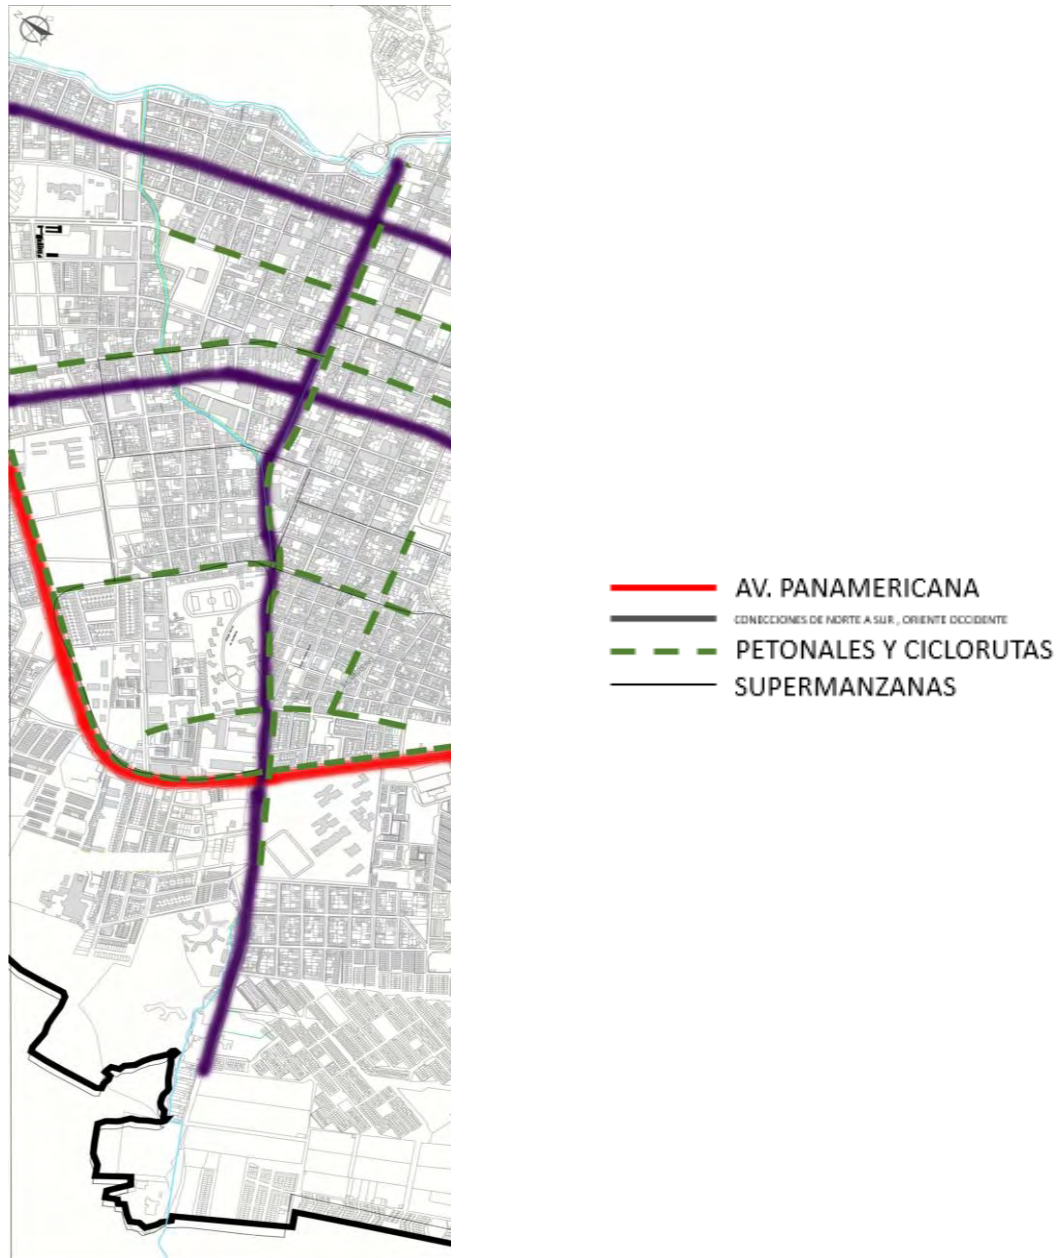 AV. PANAMERICANA
CONECCIONES DE NORTE A SUR , ORIENTE OCCIDENTE
PETONALES Y CICLORUTAS
SUPERMANZANAS